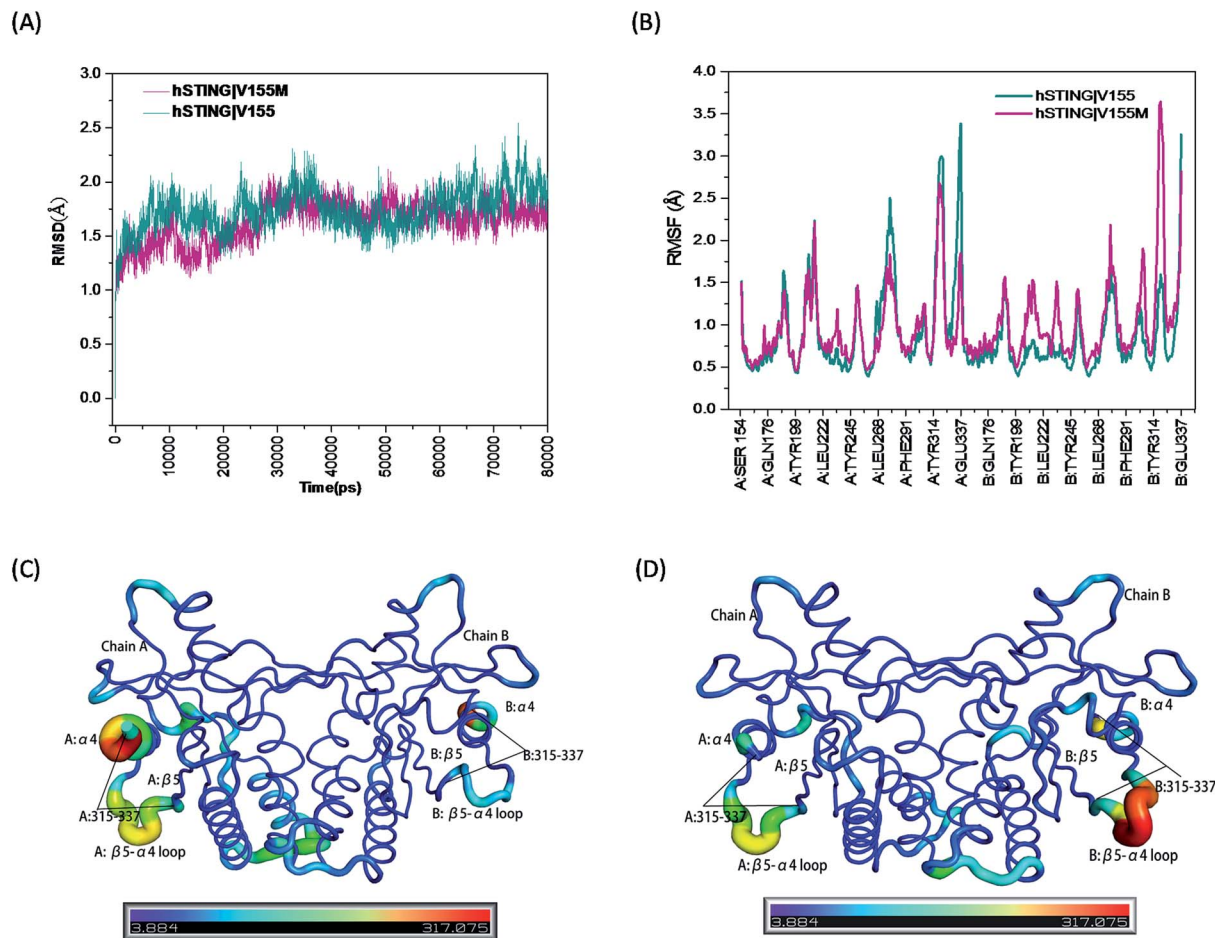 (A)
(B)
3.0
2.5
2.0
1.5
1.0
0.5
0.0
RMSD(Å)
hSTING|V155M
hSTING|V155
0
10000
20000
30000
40000
50000
60000
70000
80000
Time(ps)
4.0
3.5
3.0
2.5
2.0
1.5
1.0
0.5
0.0
RMSF (Å)
hSTING|V155
hSTING|V155M
A:SER 154
A:GLN176
A:TYR199
A:LEU222
A:TYR245
A:LEU268
A:PHE291
A:TYR314
A:GLU337
B:GLN176
B:TYR199
B:LEU222
B:TYR245
B:LEU268
B:PHE291
B:TYR314
B:GLU337
(C)
(D)
Chain A
Chain B
A:α4
A:β5
A:315-337
A: β5-α4 loop
B:α4
B:β5
B:315-337
B: β5-α4 loop
3.884
317.075
Chain A
Chain B
A:α4
A:β5
A:315-337
A:β5-α4 loop
B:α4
B:β5
B:315-337
B:β5-α4 loop
3.884
317.075